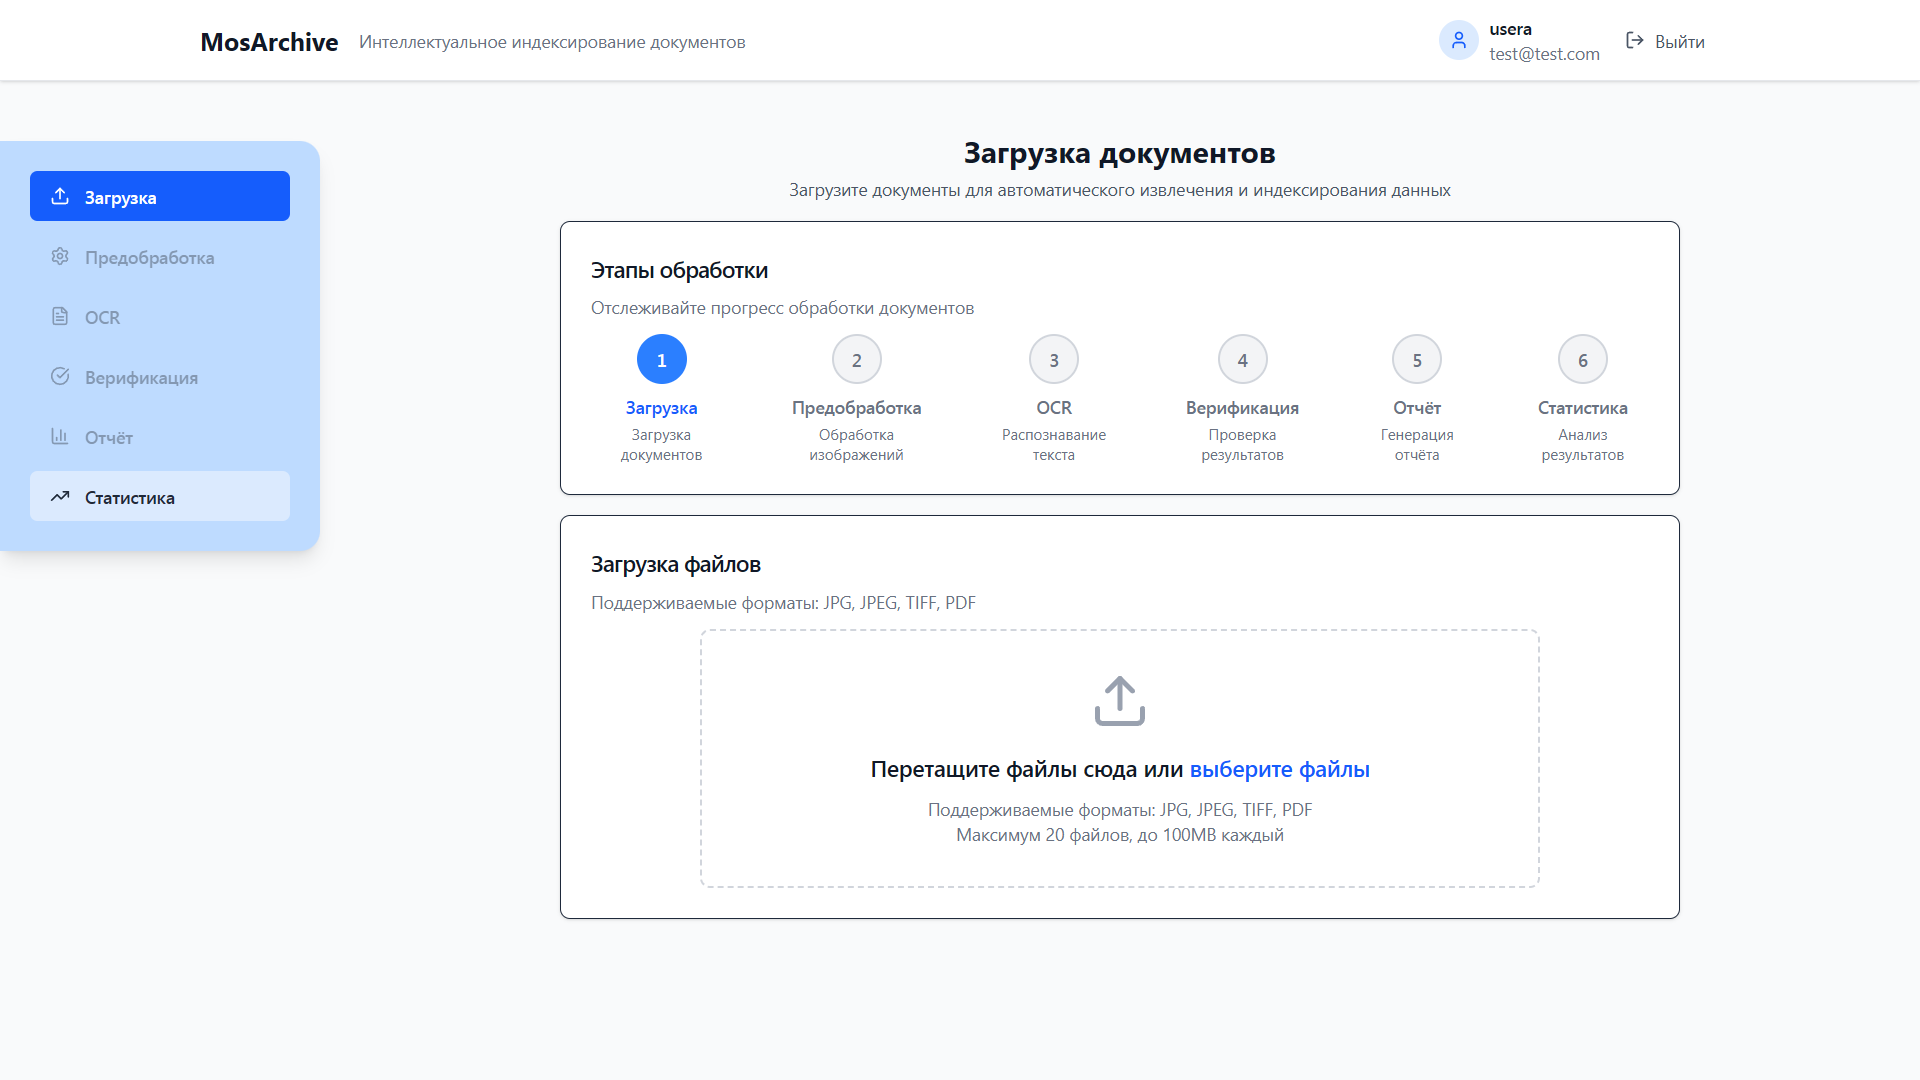 MosArchive
Интеллектуальное индексирование документов
usera
test@test.com
Выйти
Загрузка
Предобработка
OCR
Верификация
Отчёт
Статистика
Загрузка документов
Загрузите документы для автоматического извлечения и индексирования данных
Этапы обработки
Отслеживайте прогресс обработки документов
1
Загрузка
Загрузка
документов
2
Предобработка
Обработка
изображений
3
OCR
Распознавание
текста
4
Верификация
Проверка
результатов
5
Отчёт
Генерация
отчёта
6
Статистика
Анализ
результатов
Загрузка файлов
Поддерживаемые форматы: JPG, JPEG, TIFF, PDF
Перетащите файлы сюда или выберите файлы
Поддерживаемые форматы: JPG, JPEG, TIFF, PDF
Максимум 20 файлов, до 100MB каждый